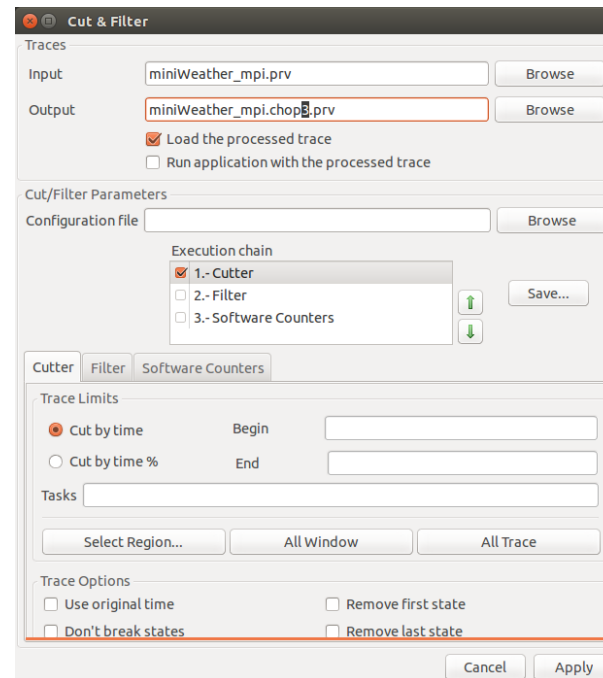 Cut & Filter
Traces
Input miniWeather_mpi.prv Browse
Output miniWeather_mpi.chop3.prv Browse
Load the processed trace
Run application with the processed trace
Cut/Filter Parameters
Configuration file Browse
Execution chain
1.- Cutter
2.- Filter
3.- Software Counters
Save...
Cutter Filter Software Counters
Trace Limits
Cut by time Begin
Cut by time % End
Tasks
Select Region... All Window All Trace
Trace Options
Use original time Remove first state
Don't break states Remove last state
Cancel Apply